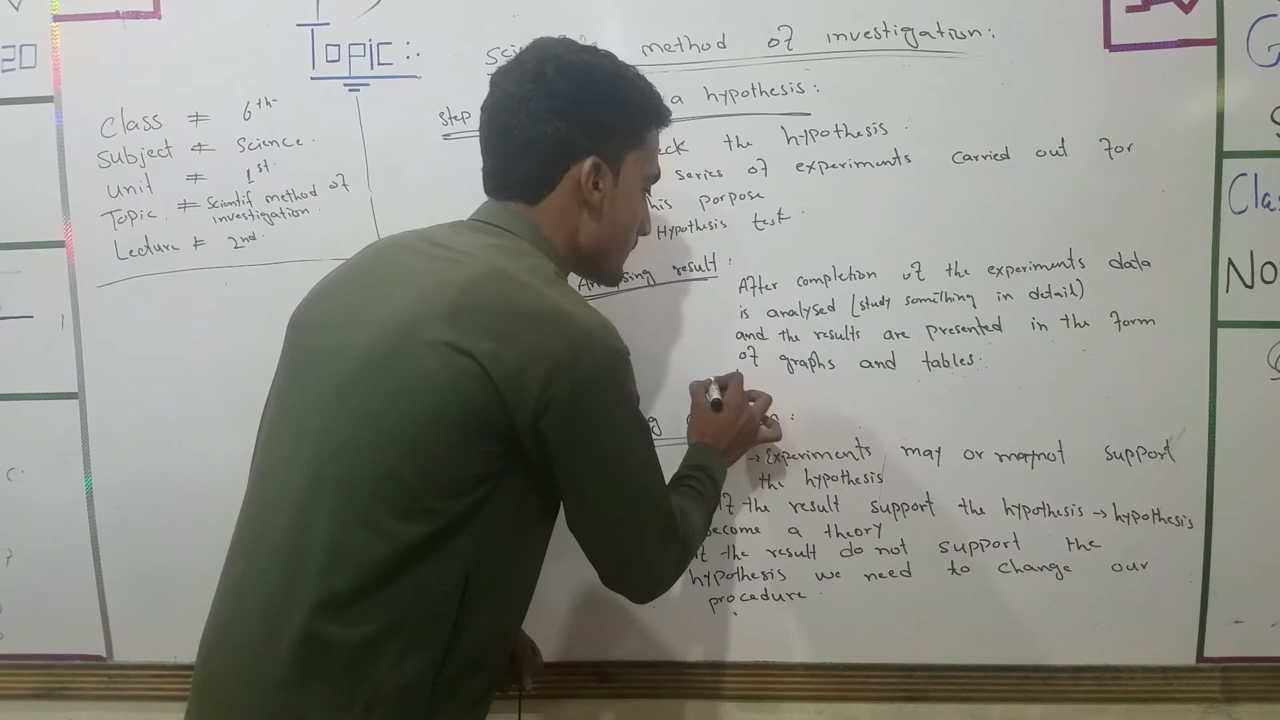 20
Topic:.
method of investigation:
Class # 6th
Subject # Science.
Unit # 1st.
Topic # Scientif method of
investigation.
Lecture # 2nd.
Step
a hypothesis:
the hypothesis.
series of experiments carried out for
porpose
Hypothesis test.
result:
After completion of the experiments data
is analysed (study something in detail)
and the results are presented in the form
of graphs and tables.
→ Experiments may or maynot support
the hypothesis
the result support the hypothesis → hypothesis
become a theory
the result do not support the
hypothesis we need to change our
procedure.
Cla
No